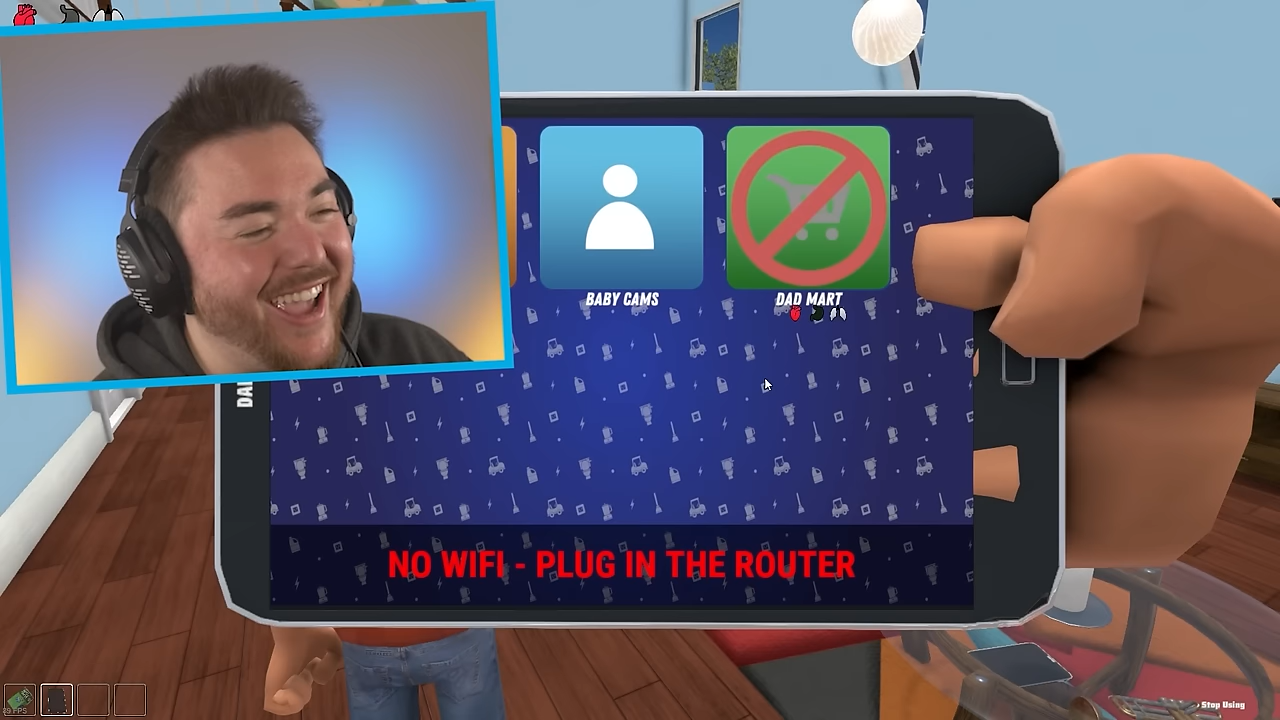 BABY CAMS
DAD MART
NO WIFI - PLUG IN THE ROUTER
Stop Using